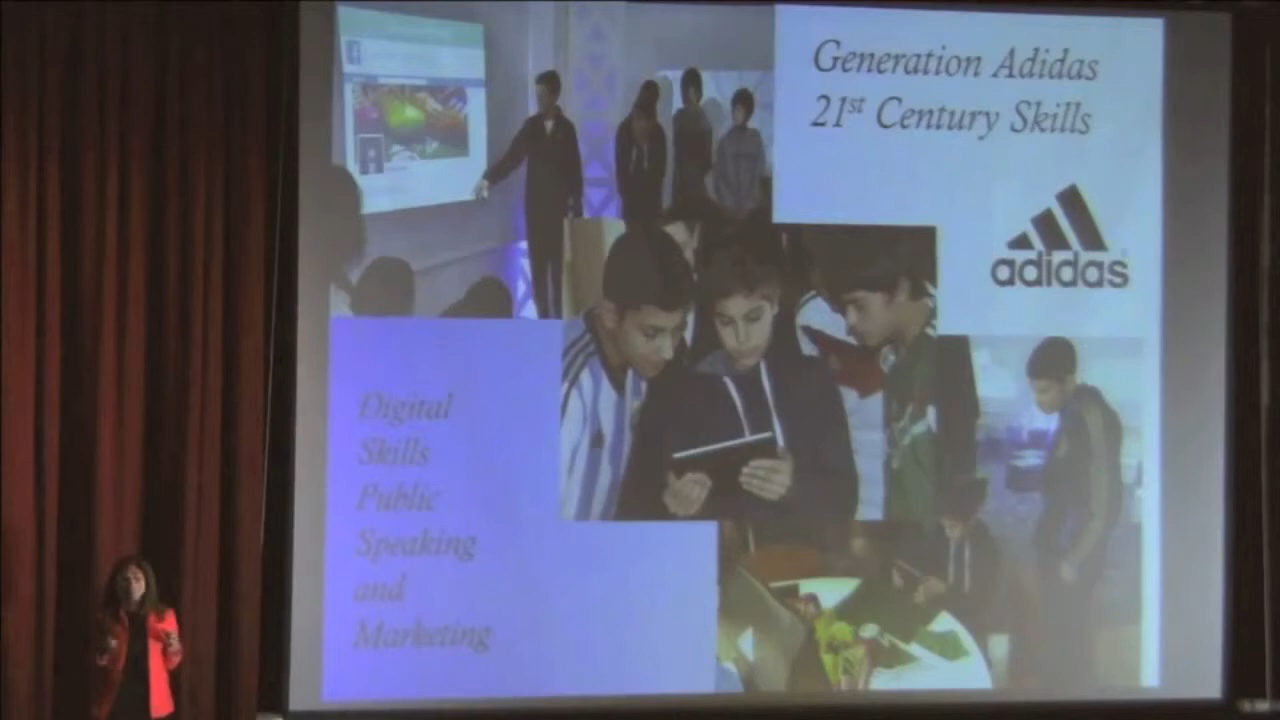 Generation Adidas
21st Century Skills
adidas
Digital
Skills
Public
Speaking
and
Marketing